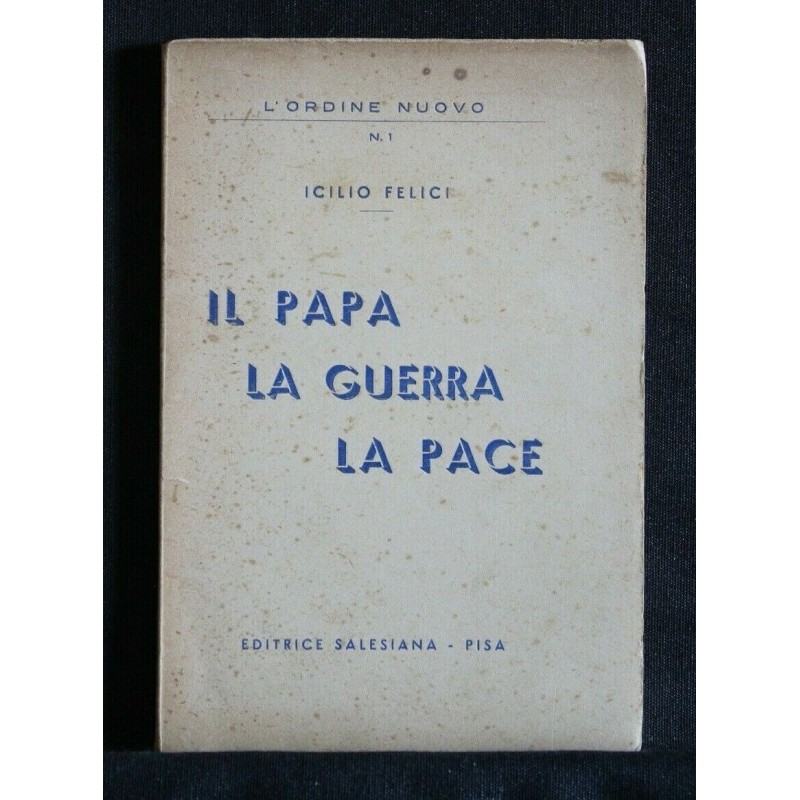 L'ORDINE NUOVO
N. 1
ICILIO FELICI
IL PAPA
LA GUERRA
LA PACE
EDITRICE SALESIANA - PISA